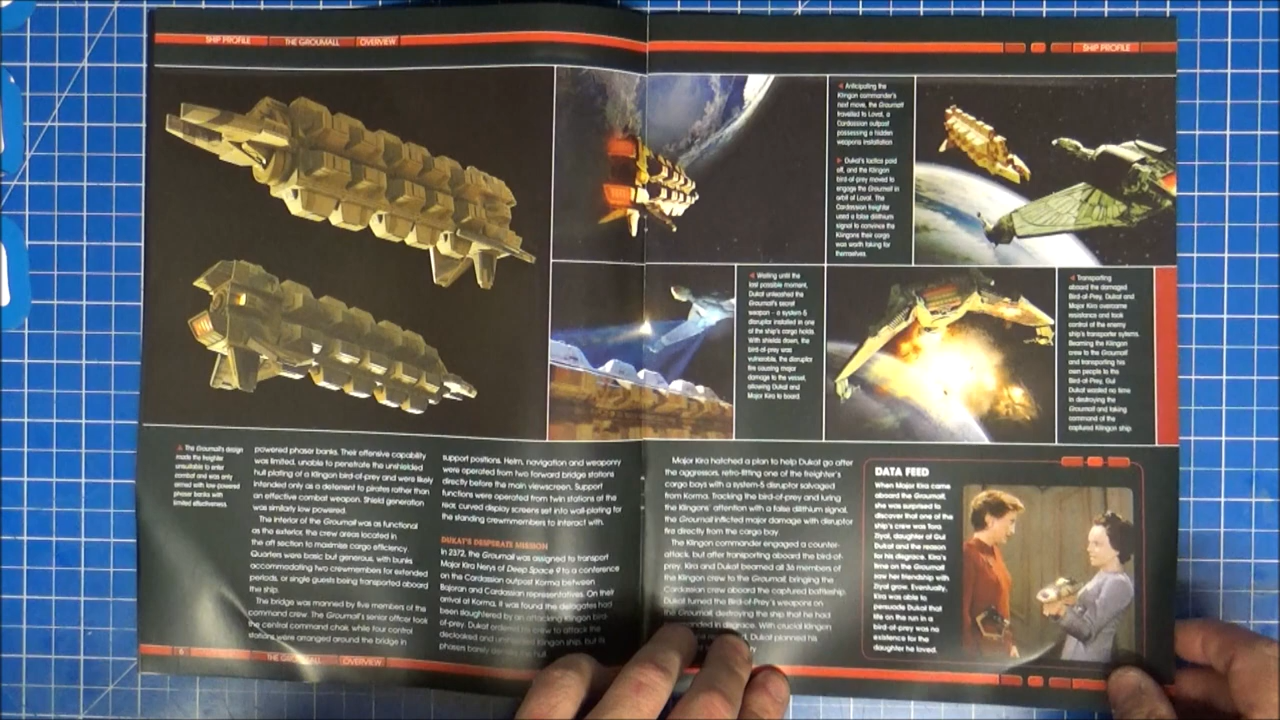 SHIP PROFILE THE GROUMALL OVERVIEW
SHIP PROFILE
◄ Anticipating the
Klingon commander's
next move, the Groumall
travelled to Loval, a
Cardassian outpost
possessing a hidden
weapons installation
► Dukat's tactics paid
off, and the Klingon
bird-of-prey moved to
engage the Groumall in
orbit of Loval. The
Cardassian freighter
used a false dilithium
signal to convince the
Klingons their cargo
was worth taking for
themselves.
◄ Waiting until the
last possible moment,
Dukat unleashed the
Groumall's secret
weapon – a system-5
disruptor installed in one
of the ship's cargo holds.
With shields down, the
bird-of-prey was
vulnerable, the disruptor
fire causing major
damage to the vessel,
allowing Dukat and
Major Kira to board.
◄ Transporting
aboard the damaged
Bird-of-Prey, Dukat and
Major Kira overcame
resistance and took
control of the enemy
ship's transporter sytems.
Beaming the Klingon
crew to the Groumall
and transporting his
own people to the
Bird-of-Prey, Gul
Dukat wasted no time
in destroying the
Groumall and taking
command of the
captured Klingon ship.
▲ The Groumall's design
made the freighter
unsuitable to enter
combat and was only
armed with low-powered
phaser banks with
limited effectiveness.
powered phaser banks. Their offensive capability
was limited, unable to penetrate the unshielded
hull plating of a Klingon bird-of-prey and were likely
intended only as a deterrent to pirates rather than
an effective combat weapon. Shield generation
was similarly low powered.
The interior of the Groumall was as functional
as the exterior, the crew areas located in
the aft section to maximise cargo efficiency.
Quarters were basic but generous, with bunks
accommodating two crewmembers for extended
periods, or single guests being transported aboard
the ship.
The bridge was manned by five members of the
command crew. The Groumall's senior officer took
the central command chair, while four control
stations were arranged around the bridge in
support positions. Helm, navigation and weaponry
were operated from two forward bridge stations
directly before the main viewscreen. Support
functions were operated from twin stations at the
rear, curved display screens set into wall-plating for
the standing crewmembers to interact with.
DUKAT'S DESPERATE MISSION
In 2372, the Groumall was assigned to transport
Major Kira Nerys of Deep Space 9 to a conference
on the Cardassian outpost Korma between
Bajoran and Cardassian representatives. On their
arrival at Korma, it was found the delegates had
been slaughtered by an attacking Klingon bird-
of-prey. Dukat ordered his crew to attack the
decloaked and unshielded Klingon ship, but its
phasers barely the hull
Major Kira hatched a plan to help Dukat go after
the aggressors, retro-fitting one of the freighter's
cargo bays with a system-5 disruptor salvaged
from Korma. Tracking the bird-of-prey and luring
the Klingons' attention with a false dilithium signal,
the Groumall inflicted major damage with disruptor
fire directly from the cargo bay.
The Klingon commander engaged a counter-
attack, but after transporting aboard the bird-of-
prey, Kira and Dukat beamed all 36 members of
the Klingon crew to the Groumall, bringing the
Cardassian crew aboard the captured battleship.
Dukat turned the Bird-of-Prey's weapons on
the Groumall, destroying the ship that he had
in disgrace. With crucial Klingon
Dukat planned his
DATA FEED
When Major Kira came
aboard the Groumall,
she was surprised to
discover that one of the
ship's crew was Tora
Ziyal, daughter of Gul
Dukat and the reason
for his disgrace. Kira's
time on the Groumall
saw her friendship with
Ziyal grow. Eventually,
Kira was able to
persuade Dukat that
life on the run in a
bird-of-prey was no
existence for the
daughter he loved.
6 THE GROUMALL OVERVIEW